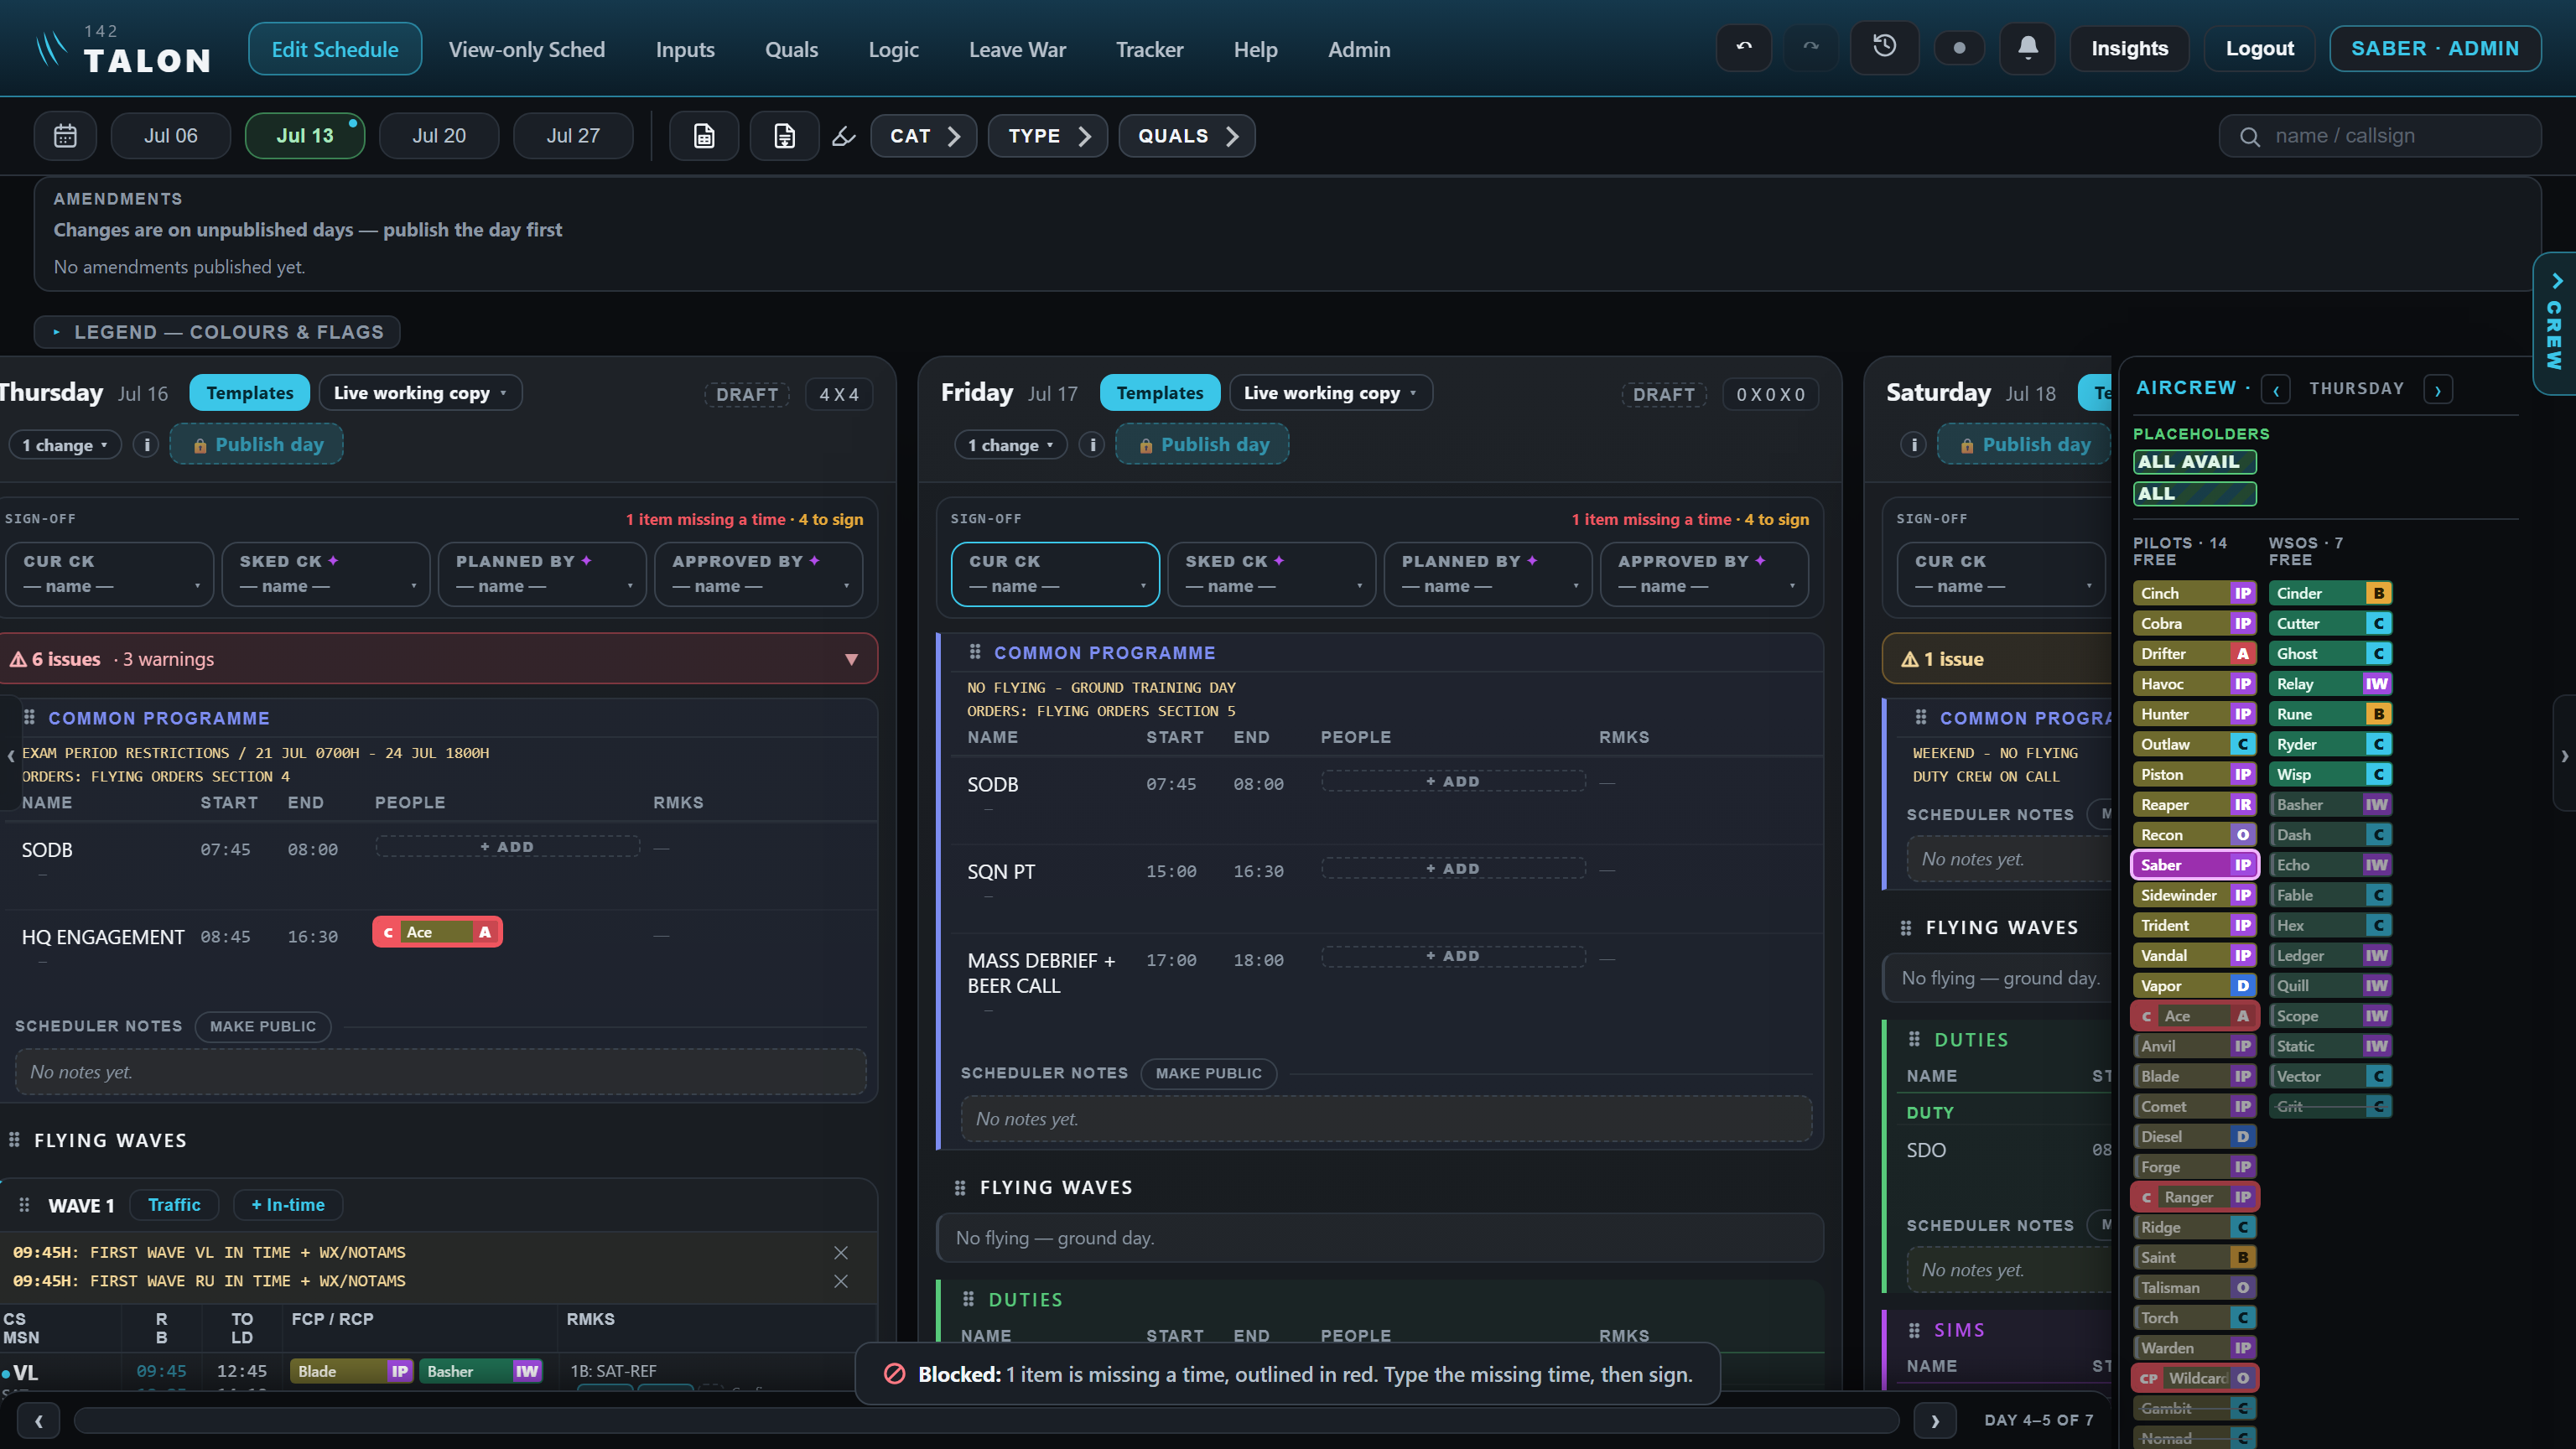 142
TALON
Edit Schedule
View-only Sched
Inputs
Quals
Logic
Leave War
Tracker
Help
Admin
Insights
Logout
SABER · ADMIN
Jul 06
Jul 13
Jul 20
Jul 27
CAT
TYPE
QUALS
name / callsign
AMENDMENTS
Changes are on unpublished days — publish the day first
No amendments published yet.
LEGEND — COLOURS & FLAGS
CREW
Thursday Jul 16 Templates Live working copy DRAFT 4 X 4
1 change i Publish day
SIGN-OFF 1 item missing a time · 4 to sign
CUR CK SKED CK PLANNED BY APPROVED BY
— name — — name — — name — — name —
6 issues · 3 warnings
COMMON PROGRAMME
EXAM PERIOD RESTRICTIONS / 21 JUL 0700H - 24 JUL 1800H
ORDERS: FLYING ORDERS SECTION 4
NAME START END PEOPLE RMKS
SODB 07:45 08:00 + ADD —
—
HQ ENGAGEMENT 08:45 16:30 C Ace A —
—
SCHEDULER NOTES MAKE PUBLIC
No notes yet.
FLYING WAVES
WAVE 1 Traffic + In-time
09:45H: FIRST WAVE VL IN TIME + WX/NOTAMS
09:45H: FIRST WAVE RU IN TIME + WX/NOTAMS
CS R TO FCP / RCP RMKS
MSN B LD
VL 09:45 12:45 Blade IP Basher IW 1B: SAT-REF
Friday Jul 17 Templates Live working copy DRAFT 0 X 0 X 0
1 change i Publish day
SIGN-OFF 1 item missing a time · 4 to sign
CUR CK SKED CK PLANNED BY APPROVED BY
— name — — name — — name — — name —
COMMON PROGRAMME
NO FLYING - GROUND TRAINING DAY
ORDERS: FLYING ORDERS SECTION 5
NAME START END PEOPLE RMKS
SODB 07:45 08:00 + ADD —
—
SQN PT 15:00 16:30 + ADD —
—
MASS DEBRIEF + 17:00 18:00 + ADD —
BEER CALL
—
SCHEDULER NOTES MAKE PUBLIC
No notes yet.
FLYING WAVES
No flying — ground day.
DUTIES
NAME START END PEOPLE RMKS
Saturday Jul 18 Te
i Publish day
SIGN-OFF
CUR CK
— name —
1 issue
COMMON PROGRA
WEEKEND - NO FLYING
DUTY CREW ON CALL
SCHEDULER NOTES M
No notes yet.
FLYING WAVES
No flying — ground day.
DUTIES
NAME ST
DUTY
SDO 08
SCHEDULER NOTES M
No notes yet.
SIMS
NAME ST
AIRCREW · THURSDAY
PLACEHOLDERS
ALL AVAIL
ALL
PILOTS · 14 FREE
Cinch IP
Cobra IP
Drifter A
Havoc IP
Hunter IP
Outlaw C
Piston IP
Reaper IR
Recon O
Saber IP
Sidewinder IP
Trident IP
Vandal IP
Vapor D
C Ace A
Anvil IP
Blade IP
Comet IP
Diesel D
Forge IP
C Ranger IP
Ridge C
Saint B
Talisman O
Torch C
Warden IP
CP Wildcard O
Gambit C
Nomad C
WSOS · 7 FREE
Cinder B
Cutter C
Ghost C
Relay IW
Rune B
Ryder C
Wisp C
Basher IW
Dash C
Echo IW
Fable C
Hex C
Ledger IW
Quill IW
Scope IW
Static IW
Vector C
Grit C
Blocked: 1 item is missing a time, outlined in red. Type the missing time, then sign.
DAY 4–5 OF 7